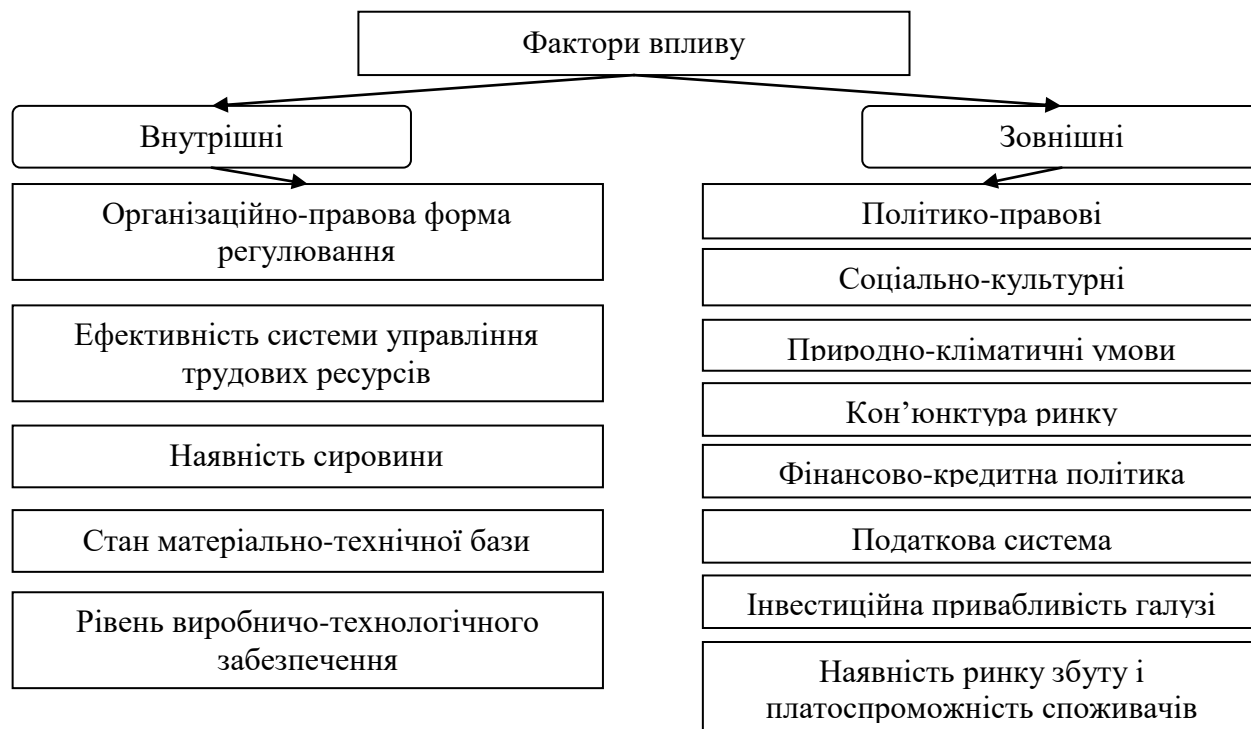 Фактори впливу
Внутрішні
Організаційно-правова форма
регулювання
Ефективність системи управління
трудових ресурсів
Наявність сировини
Стан матеріально-технічної бази
Рівень виробничо-технологічного
забезпечення
Зовнішні
Політико-правові
Соціально-культурні
Природно-кліматичні умови
Кон’юнктура ринку
Фінансово-кредитна політика
Податкова система
Інвестиційна привабливість галузі
Наявність ринку збуту і
платоспроможність споживачів